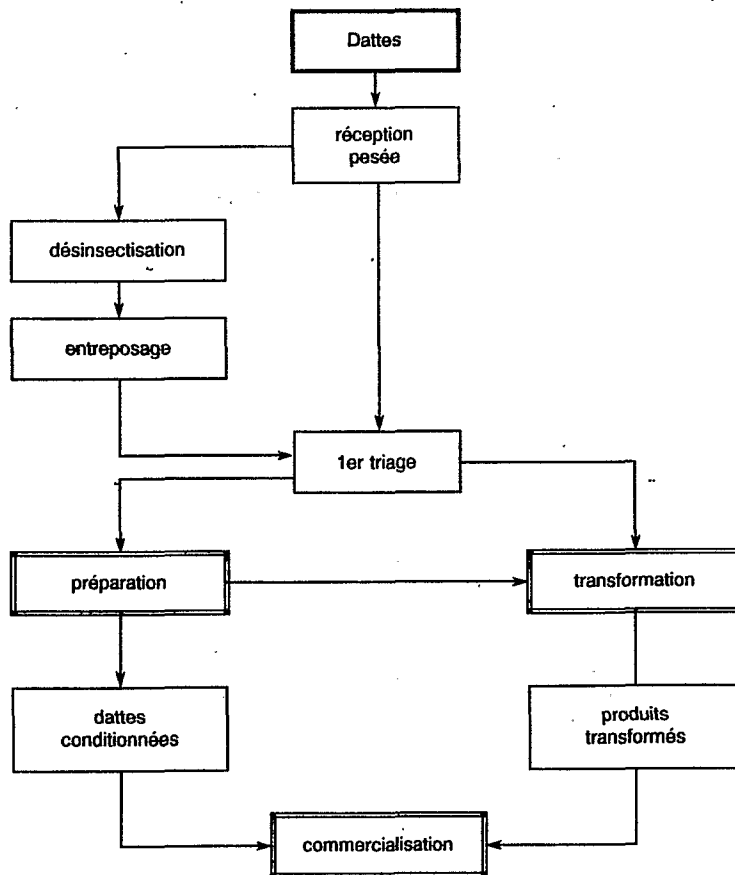 Dattes
réception
pesée
désinsectisation
entreposage
1er triage
préparation
transformation
dattes
conditionnées
produits
transformés
commercialisation